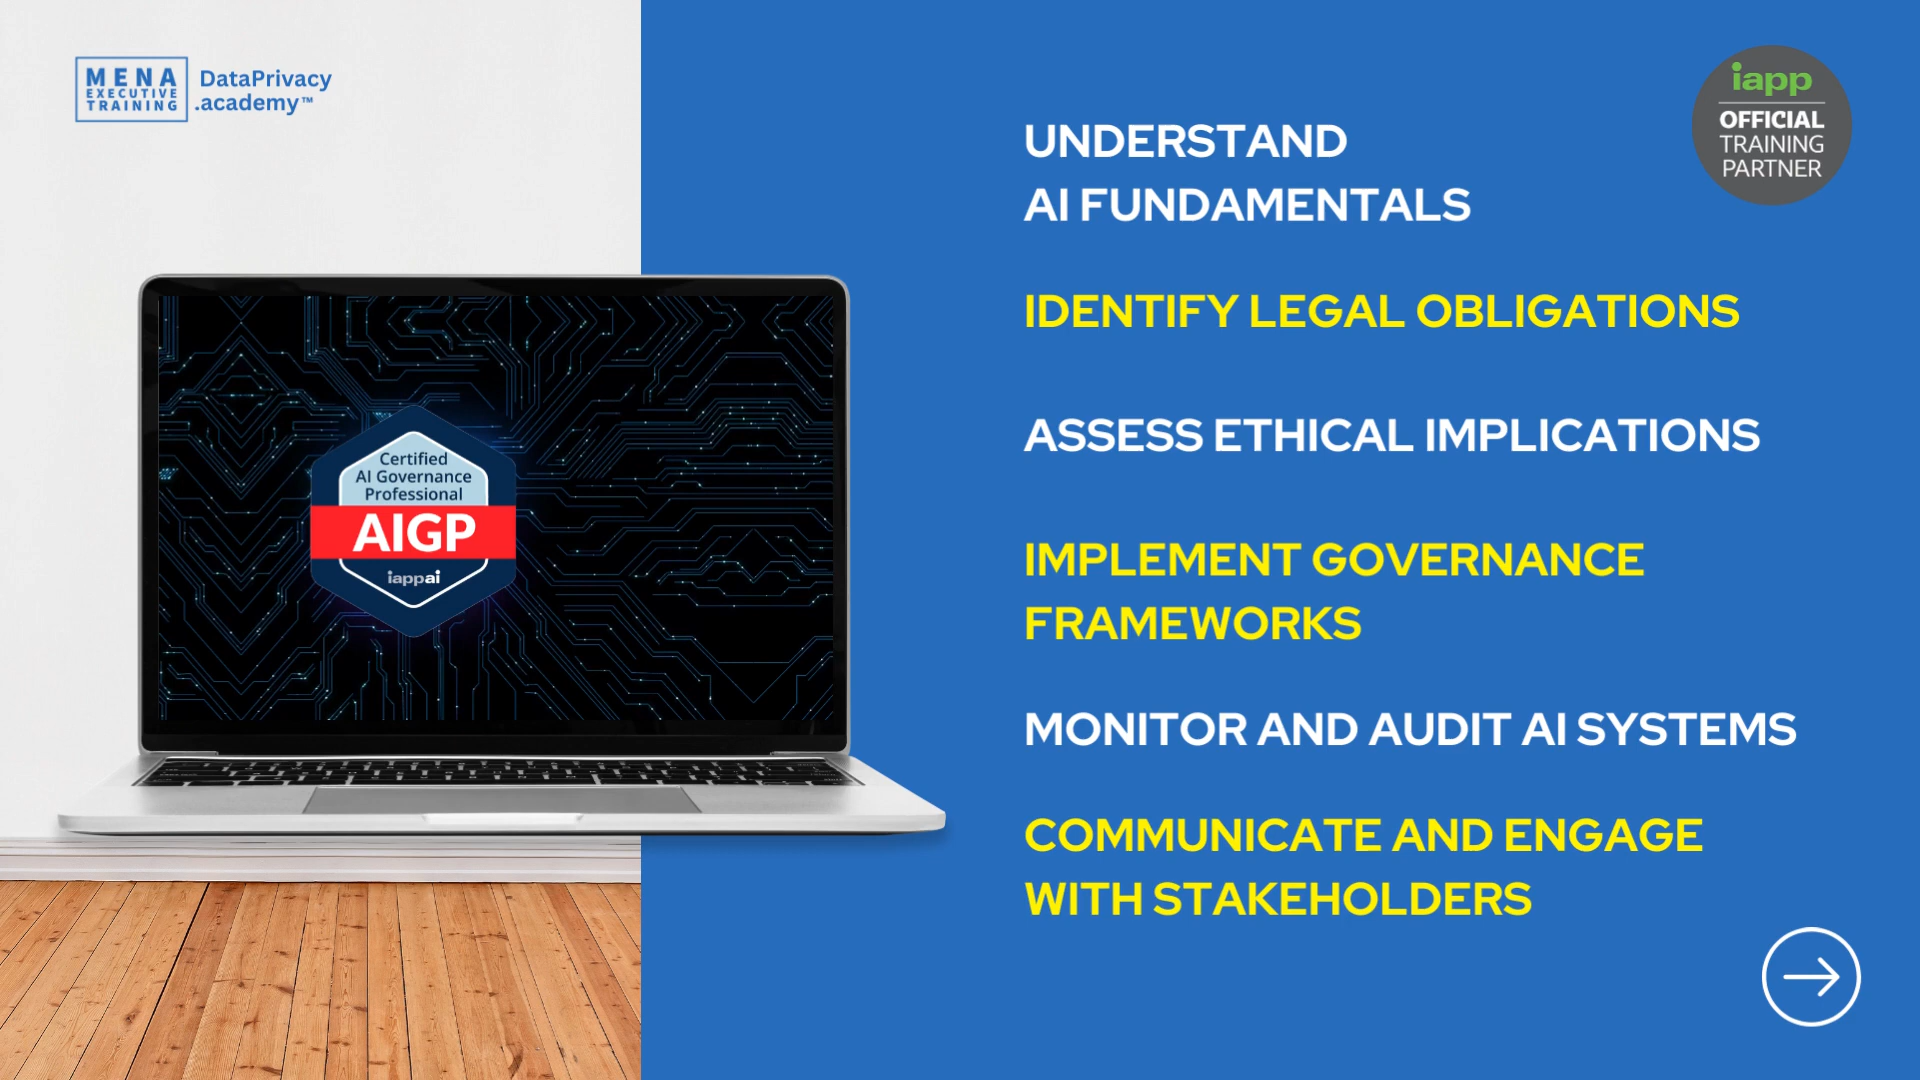 MENA
EXECUTIVE
TRAINING
DataPrivacy
.academy™
iapp
OFFICIAL
TRAINING
PARTNER
UNDERSTAND
AI FUNDAMENTALS
IDENTIFY LEGAL OBLIGATIONS
ASSESS ETHICAL IMPLICATIONS
IMPLEMENT GOVERNANCE
FRAMEWORKS
MONITOR AND AUDIT AI SYSTEMS
COMMUNICATE AND ENGAGE
WITH STAKEHOLDERS
Certified
AI Governance
Professional
AIGP
iappai